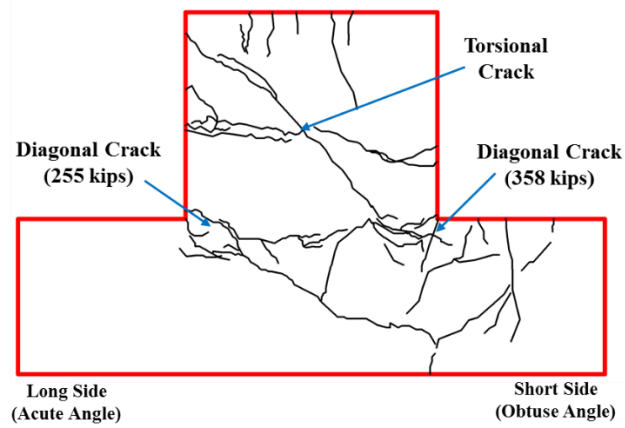 Torsional
Crack
Diagonal Crack
(255 kips)
Diagonal Crack
(358 kips)
Long Side
(Acute Angle)
Short Side
(Obtuse Angle)